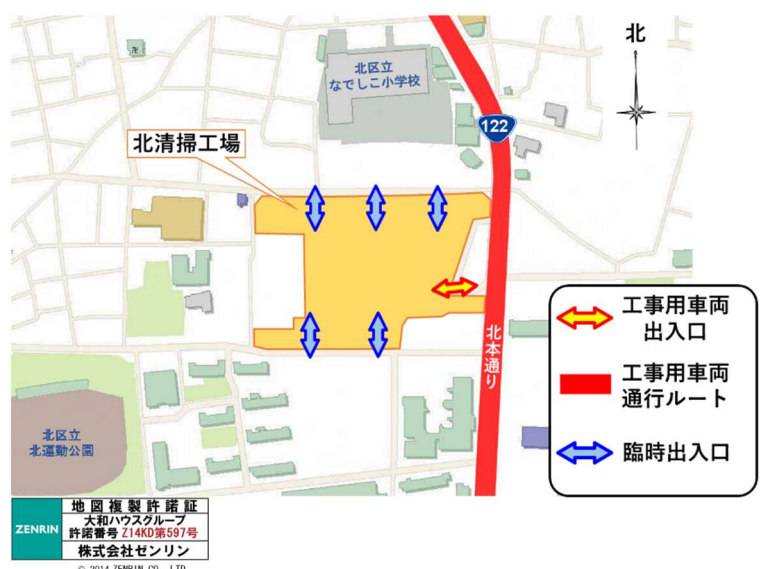 北
北区立
なでしこ小学校
122
北清掃工場
北本通り
北区立
北運動公園
工事用車両
出入口
工事用車両
通行ルート
臨時出入口
ZENRIN
地図複製許諾証
大和ハウスグループ
許諾番号 Z14KD第597号
株式会社ゼンリン
© 2014 ZENRIN CO., LTD.